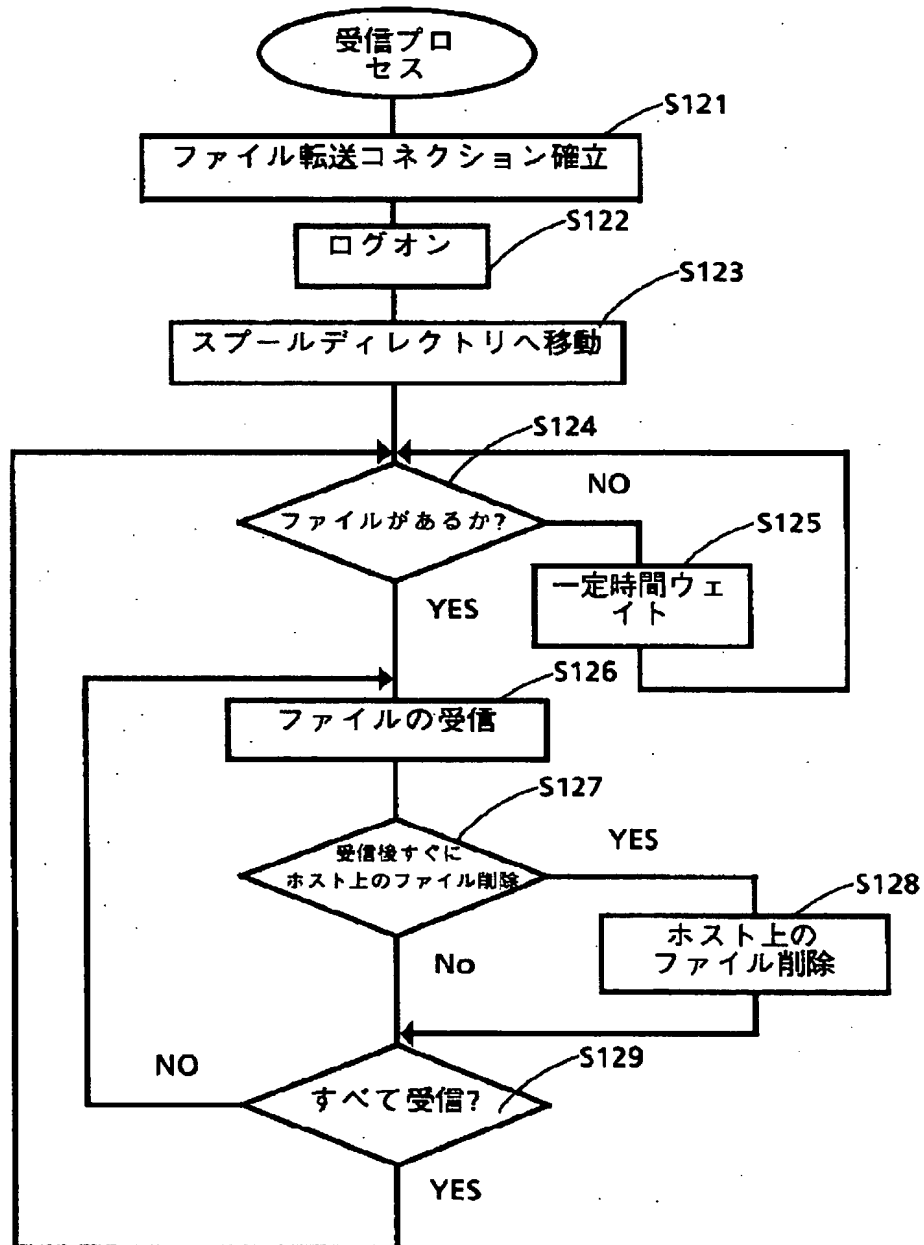 受信プロ
セス
S121
ファイル転送コネクション確立
S122
ログオン
S123
スプールディレクトリへ移動
S124
ファイルがあるか?
NO
S125
一定時間ウェ
イト
YES
S126
ファイルの受信
S127
受信後すぐに
ホスト上のファイル削除
YES
S128
ホスト上の
ファイル削除
No
S129
すべて受信?
NO
YES